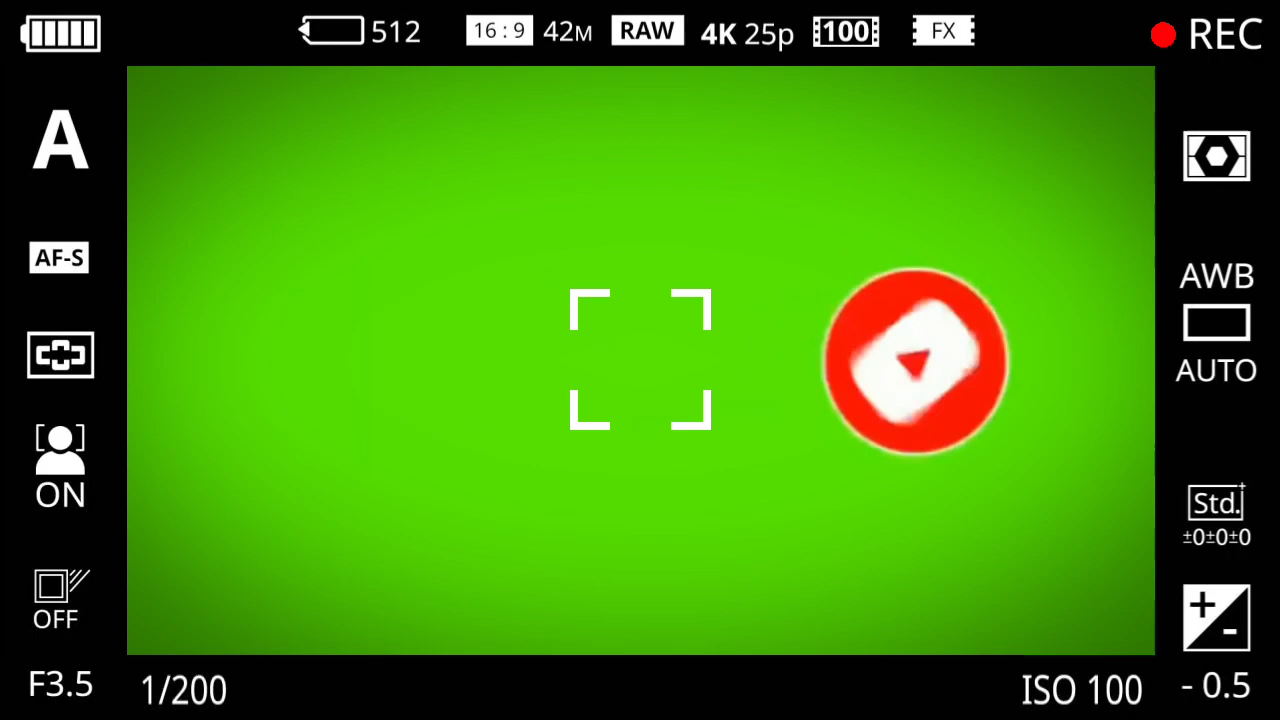 512 16 : 9 42M RAW 4K 25p 100 FX REC
A
AF-S
AWB
AUTO
ON
Std.+
±0±0±0
OFF
F3.5 1/200 ISO 100 - 0.5